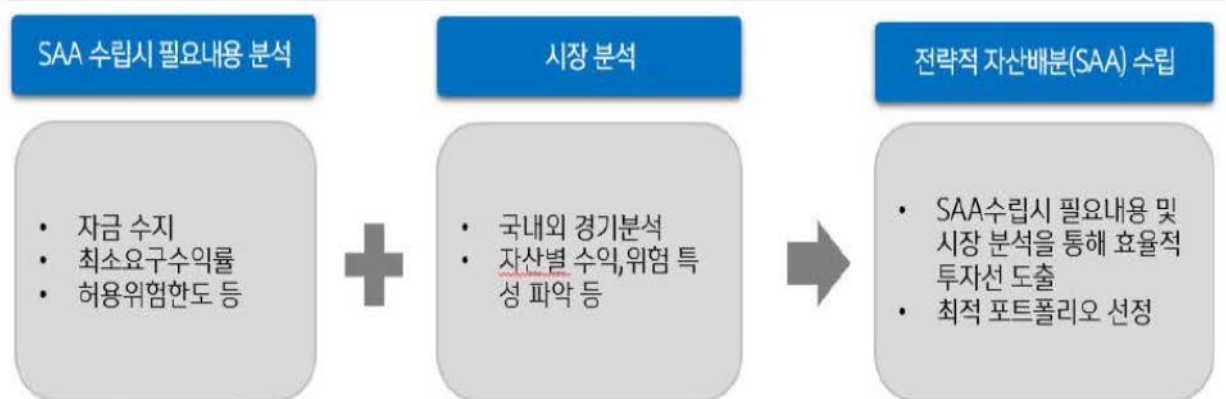 SAA 수립시 필요내용 분석
• 자금 수지
• 최소요구수익률
• 허용위험한도 등
시장 분석
• 국내외 경기분석
• 자산별 수익,위험 특
성 파악 등
전략적 자산배분(SAA) 수립
• SAA수립시 필요내용 및
시장 분석을 통해 효율적
투자선 도출
• 최적 포트폴리오 선정